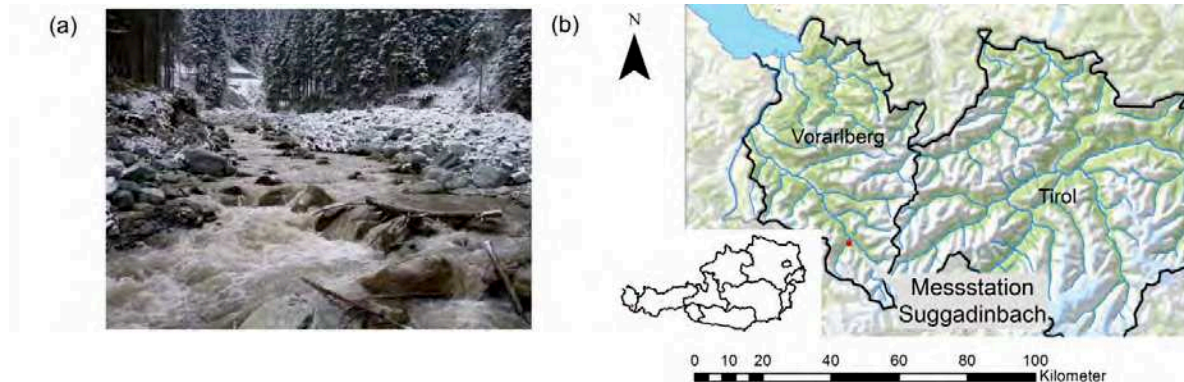 (a)
(b)
N
Vorarlberg
Tirol
Messstation
Suggadinbach
0 10 20 40 60 80 100
Kilometer